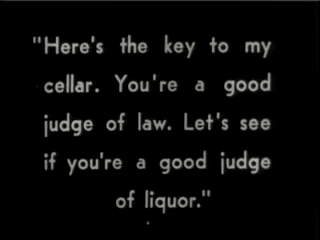 "Here's the key to my
cellar. You're a good
judge of law. Let's see
if you're a good judge
of liquor."